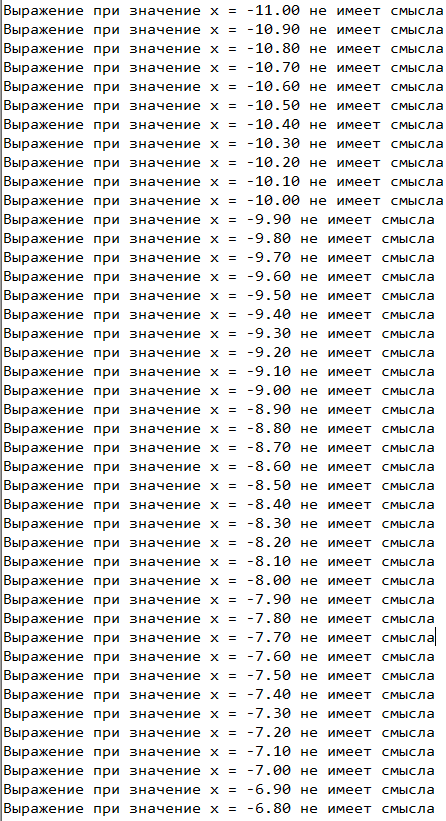 Выражение при значение x = -11.00 не имеет смысла
Выражение при значение x = -10.90 не имеет смысла
Выражение при значение x = -10.80 не имеет смысла
Выражение при значение x = -10.70 не имеет смысла
Выражение при значение x = -10.60 не имеет смысла
Выражение при значение x = -10.50 не имеет смысла
Выражение при значение x = -10.40 не имеет смысла
Выражение при значение x = -10.30 не имеет смысла
Выражение при значение x = -10.20 не имеет смысла
Выражение при значение x = -10.10 не имеет смысла
Выражение при значение x = -10.00 не имеет смысла
Выражение при значение x = -9.90 не имеет смысла
Выражение при значение x = -9.80 не имеет смысла
Выражение при значение x = -9.70 не имеет смысла
Выражение при значение x = -9.60 не имеет смысла
Выражение при значение x = -9.50 не имеет смысла
Выражение при значение x = -9.40 не имеет смысла
Выражение при значение x = -9.30 не имеет смысла
Выражение при значение x = -9.20 не имеет смысла
Выражение при значение x = -9.10 не имеет смысла
Выражение при значение x = -9.00 не имеет смысла
Выражение при значение x = -8.90 не имеет смысла
Выражение при значение x = -8.80 не имеет смысла
Выражение при значение x = -8.70 не имеет смысла
Выражение при значение x = -8.60 не имеет смысла
Выражение при значение x = -8.50 не имеет смысла
Выражение при значение x = -8.40 не имеет смысла
Выражение при значение x = -8.30 не имеет смысла
Выражение при значение x = -8.20 не имеет смысла
Выражение при значение x = -8.10 не имеет смысла
Выражение при значение x = -8.00 не имеет смысла
Выражение при значение x = -7.90 не имеет смысла
Выражение при значение x = -7.80 не имеет смысла
Выражение при значение x = -7.70 не имеет смысла
Выражение при значение x = -7.60 не имеет смысла
Выражение при значение x = -7.50 не имеет смысла
Выражение при значение x = -7.40 не имеет смысла
Выражение при значение x = -7.30 не имеет смысла
Выражение при значение x = -7.20 не имеет смысла
Выражение при значение x = -7.10 не имеет смысла
Выражение при значение x = -7.00 не имеет смысла
Выражение при значение x = -6.90 не имеет смысла
Выражение при значение x = -6.80 не имеет смысла